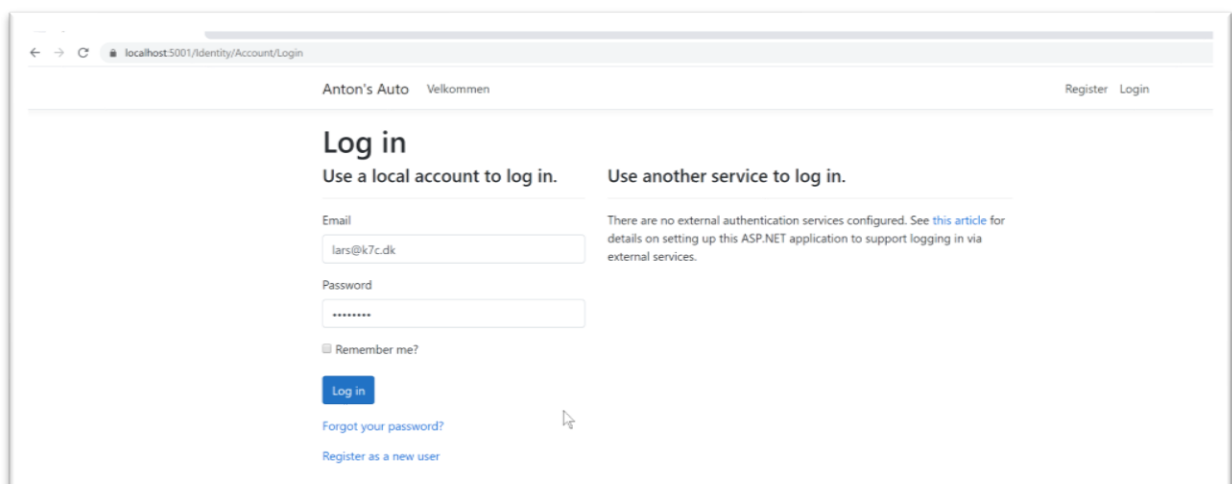 localhost:5001/Identity/Account/Login
Anton's Auto Velkommen Register Login
Log in
Use a local account to log in.
Email
lars@k7c.dk
Password
••••••••
Remember me?
Log in
Forgot your password?
Register as a new user
Use another service to log in.
There are no external authentication services configured. See this article for
details on setting up this ASP.NET application to support logging in via
external services.